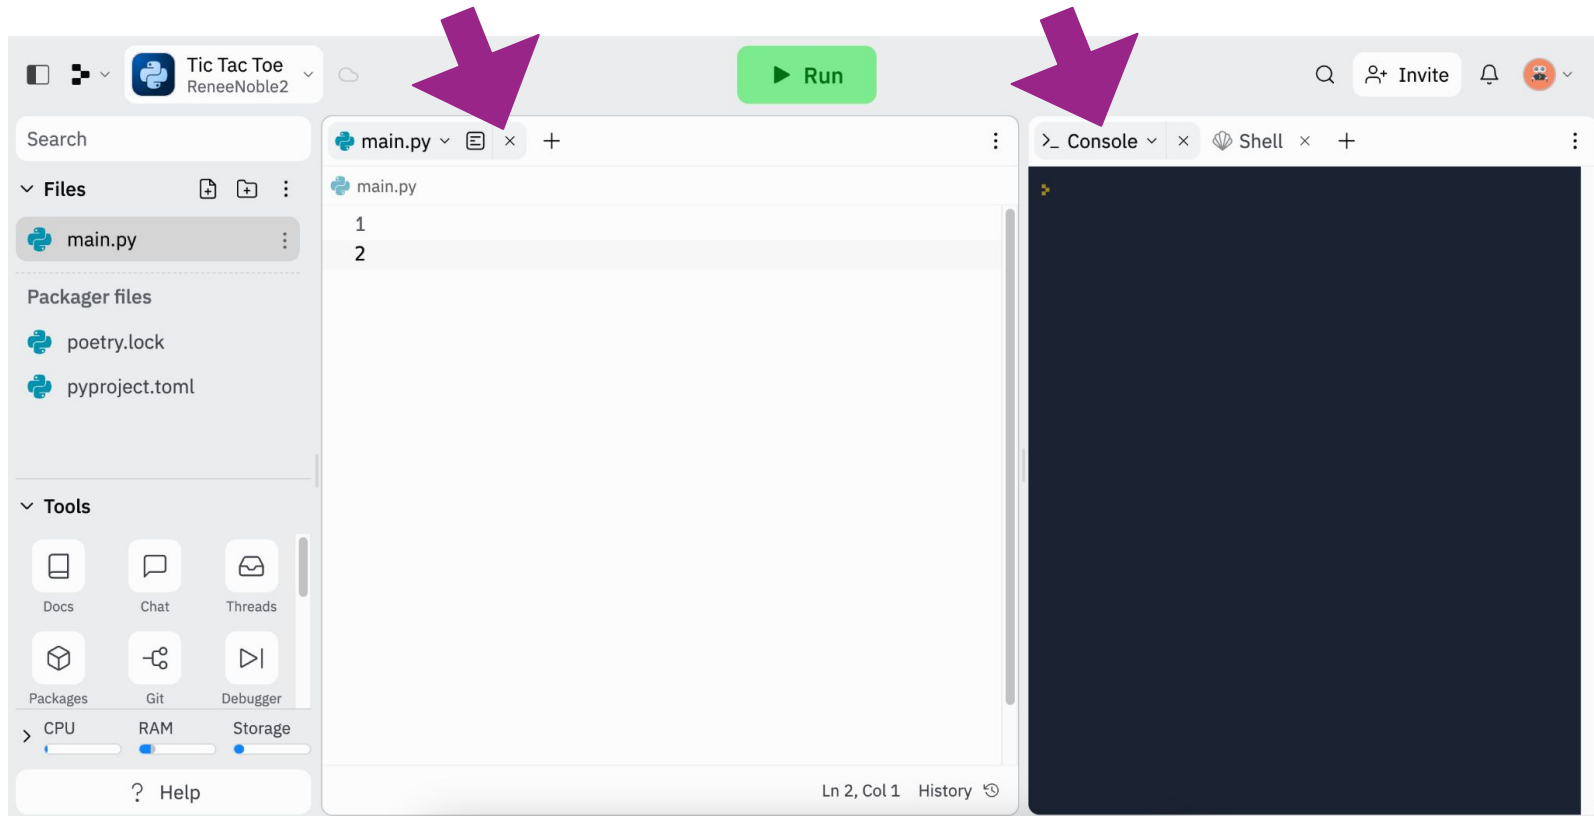 Tic Tac Toe
ReneeNoble2
Run
Invite
Search
Files
main.py
Packager files
poetry.lock
pyproject.toml
Tools
Docs
Chat
Threads
Packages
Git
Debugger
CPU
RAM
Storage
? Help
main.py
main.py
1
2
Ln 2, Col 1
History
>_ Console
Shell